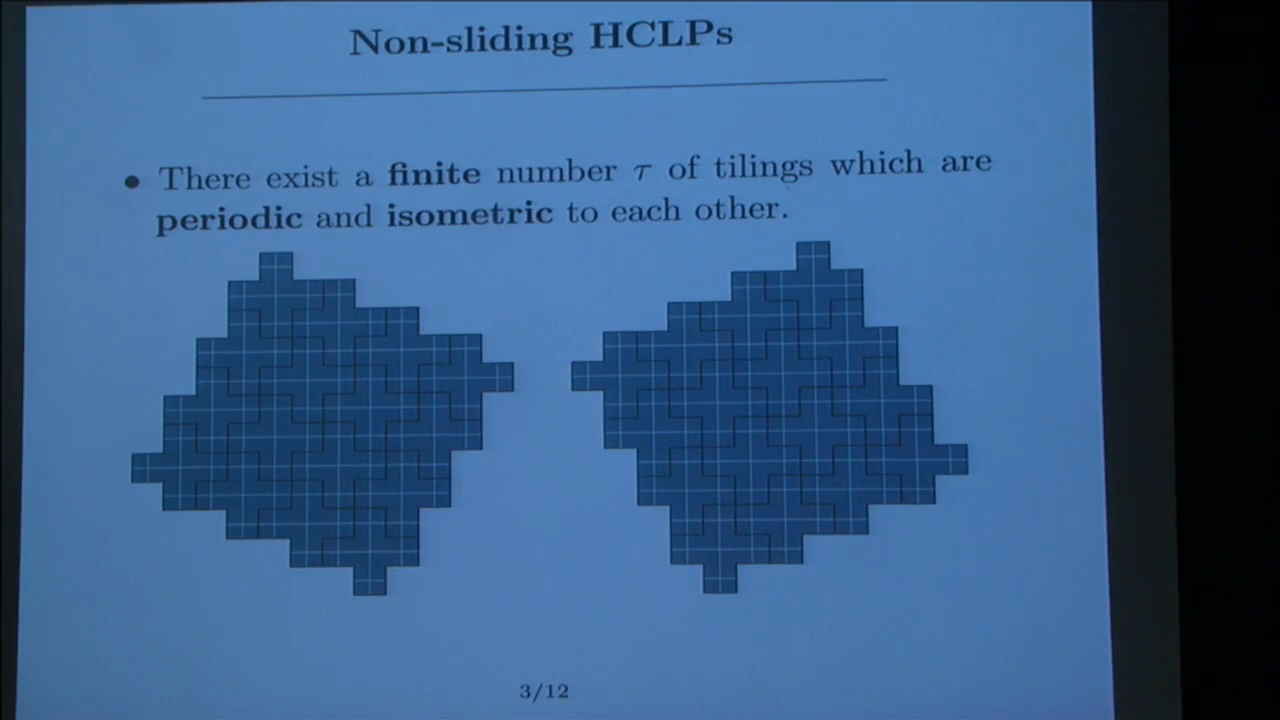 Non-sliding HCLPs
• There exist a finite number τ of tilings which are
periodic and isometric to each other.
3/12